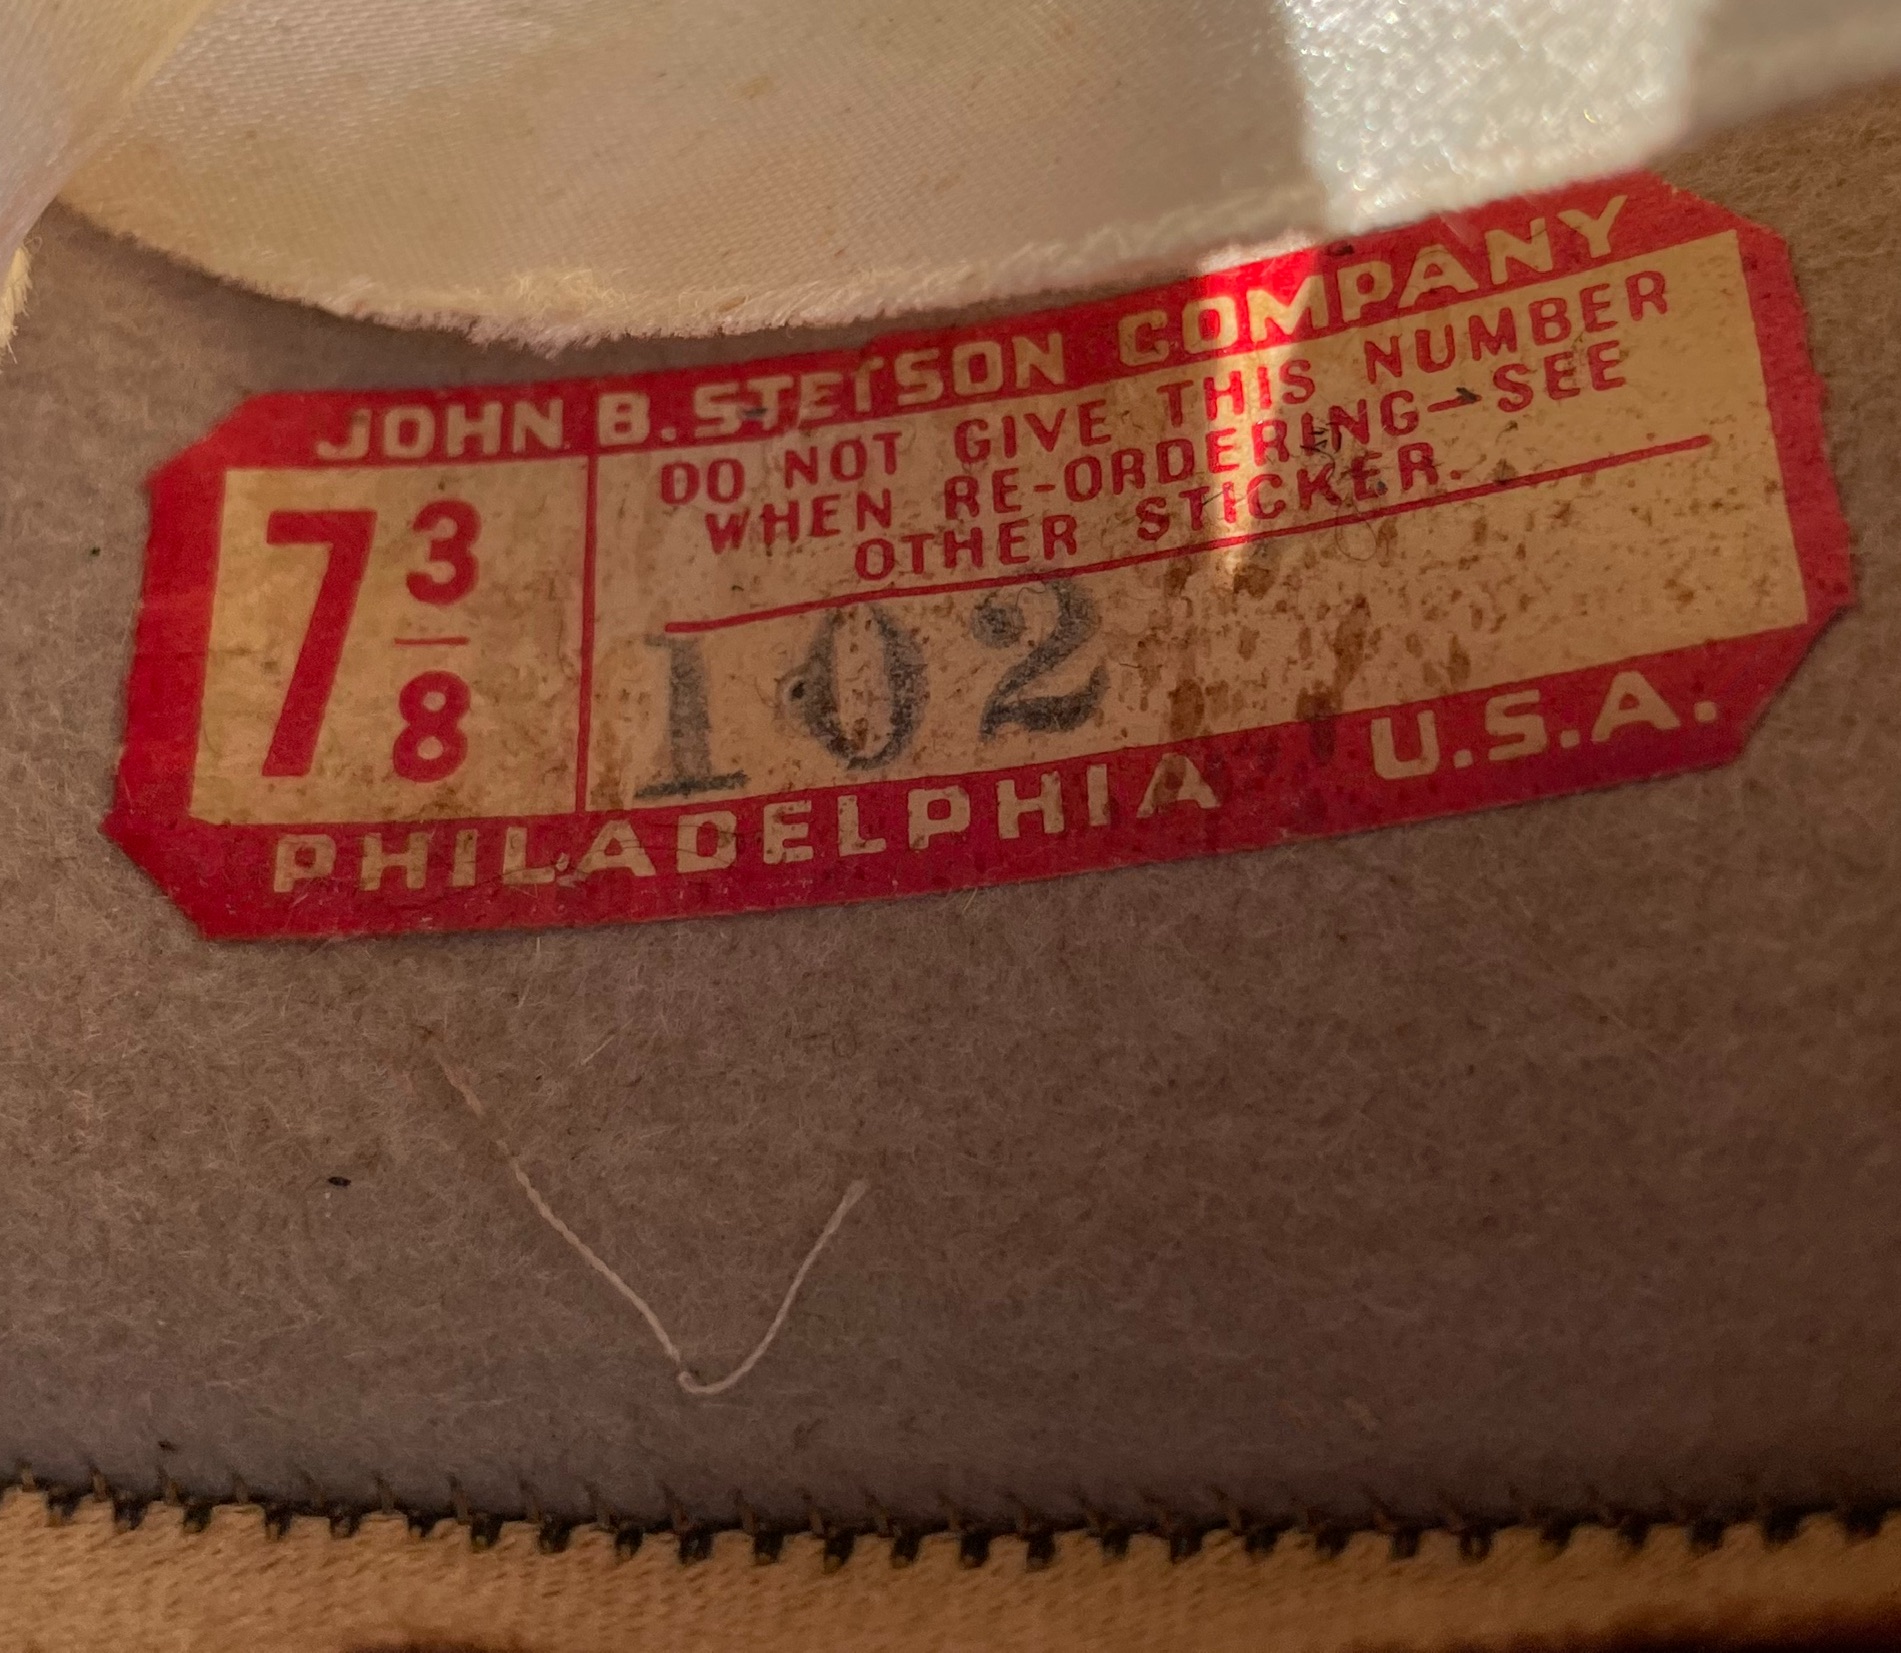 JOHN B. STETSON COMPANY
7 3/8
DO NOT GIVE THIS NUMBER
WHEN RE-ORDERING—SEE
OTHER STICKER.
102
PHILADELPHIA U.S.A.